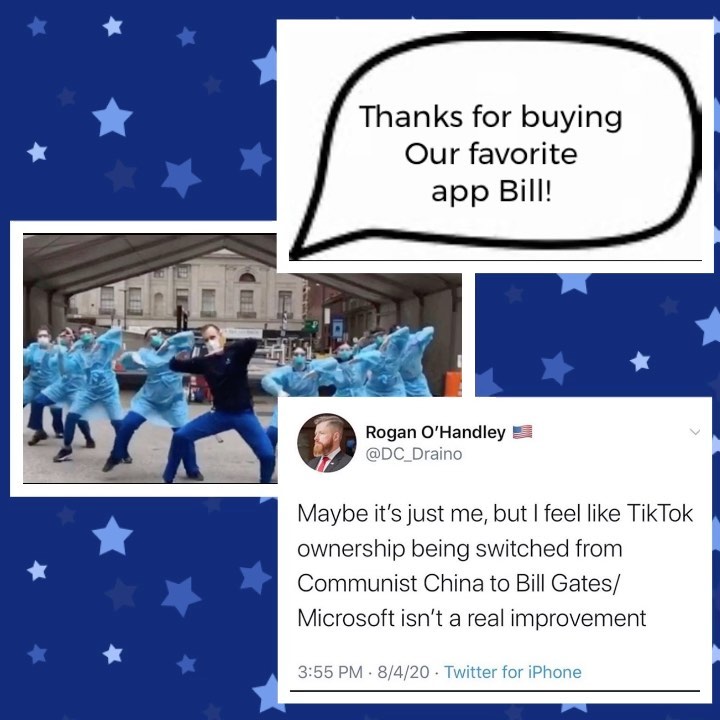 Thanks for buying
Our favorite
app Bill!
Rogan O'Handley 🇺🇸
@DC_Draino
Maybe it's just me, but I feel like TikTok
ownership being switched from
Communist China to Bill Gates/
Microsoft isn't a real improvement
3:55 PM · 8/4/20 · Twitter for iPhone